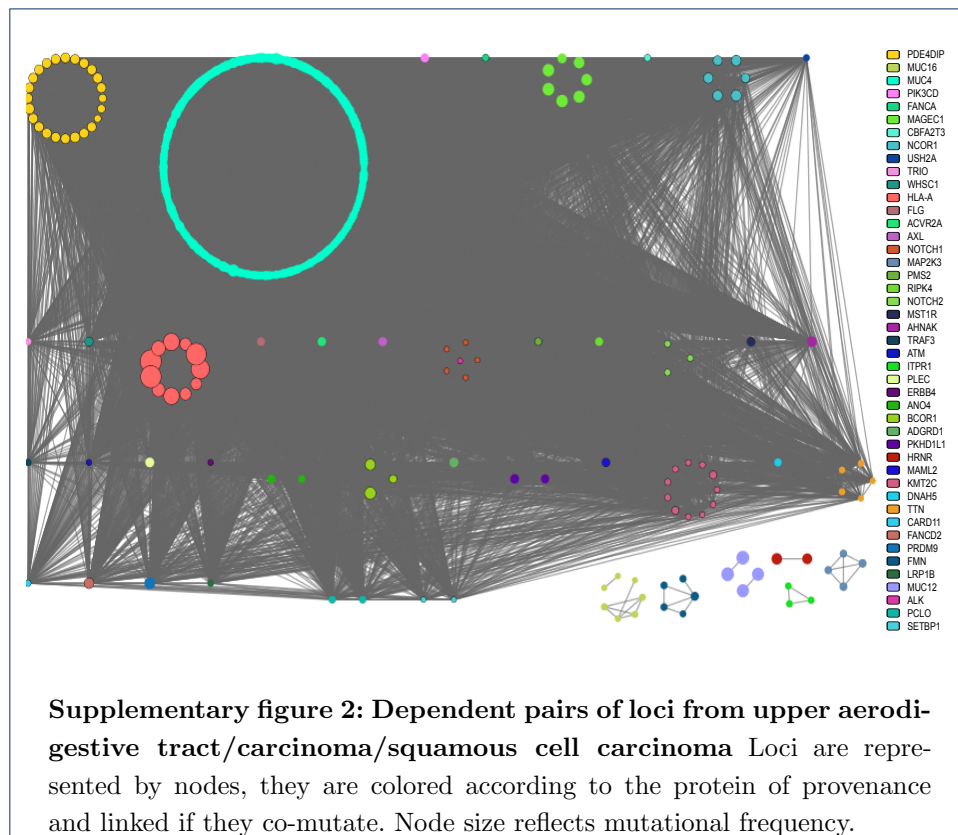 PDE4DIP
MUC16
MUC4
PIK3CD
FANCA
MAGEC1
CBFA2T3
NCOR1
USH2A
TRIO
WHSC1
HLA-A
FLG
ACVR2A
AXL
NOTCH1
MAP2K3
PMS2
RIPK4
NOTCH2
MST1R
AHNAK
TRAF3
ATM
ITPR1
PLEC
ERBB4
ANO4
BCOR1
ADGRD1
PKHD1L1
HRNR
MAML2
KMT2C
DNAH5
TTN
CARD11
FANCD2
PRDM9
FMN
LRP1B
MUC12
ALK
PCLO
SETBP1
Supplementary figure 2: Dependent pairs of loci from upper aerodi-
gestive tract/carcinoma/squamous cell carcinoma Loci are repre-
sented by nodes, they are colored according to the protein of provenance
and linked if they co-mutate. Node size reflects mutational frequency.